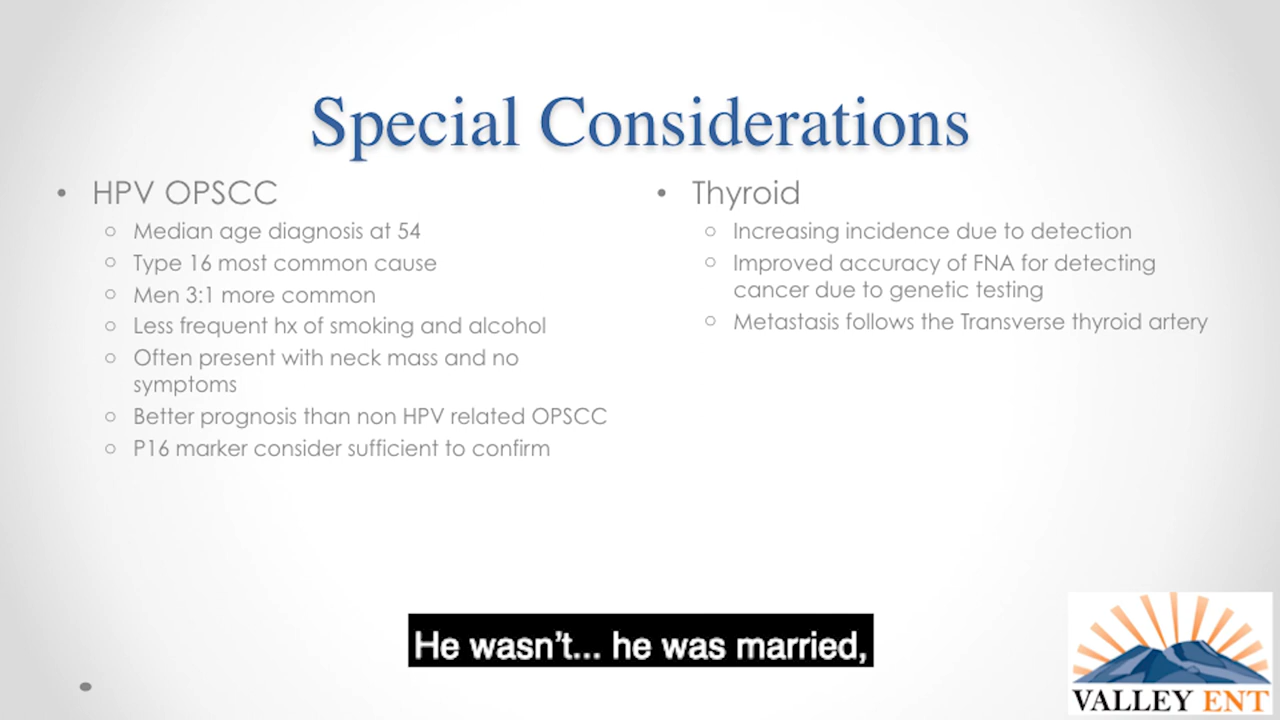 Special Considerations
• HPV OPSCC
○ Median age diagnosis at 54
○ Type 16 most common cause
○ Men 3:1 more common
○ Less frequent hx of smoking and alcohol
○ Often present with neck mass and no
symptoms
○ Better prognosis than non HPV related OPSCC
○ P16 marker consider sufficient to confirm
• Thyroid
○ Increasing incidence due to detection
○ Improved accuracy of FNA for detecting
cancer due to genetic testing
○ Metastasis follows the Transverse thyroid artery
He wasn't... he was married,
VALLEY ENT